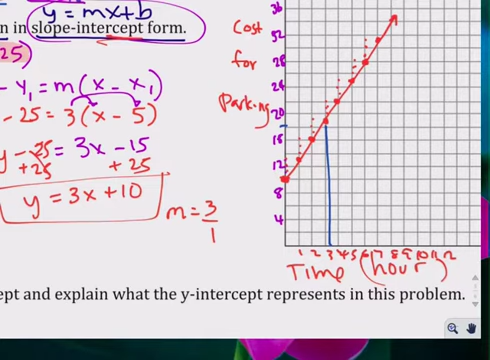 y = mx+b
n in slope-intercept form.
25)
- y₁ = m(x - x₁)
- 25 = 3(x - 5)
y - 25 = 3x - 15
+25 +25
y = 3x + 10
m = 3/1
Cost
for
Parking
36
32
28
24
20
12
8
4
1 2 3 4 5 6 7 8 9 10 11 12
Time (hour)
ept and explain what the y-intercept represents in this problem.